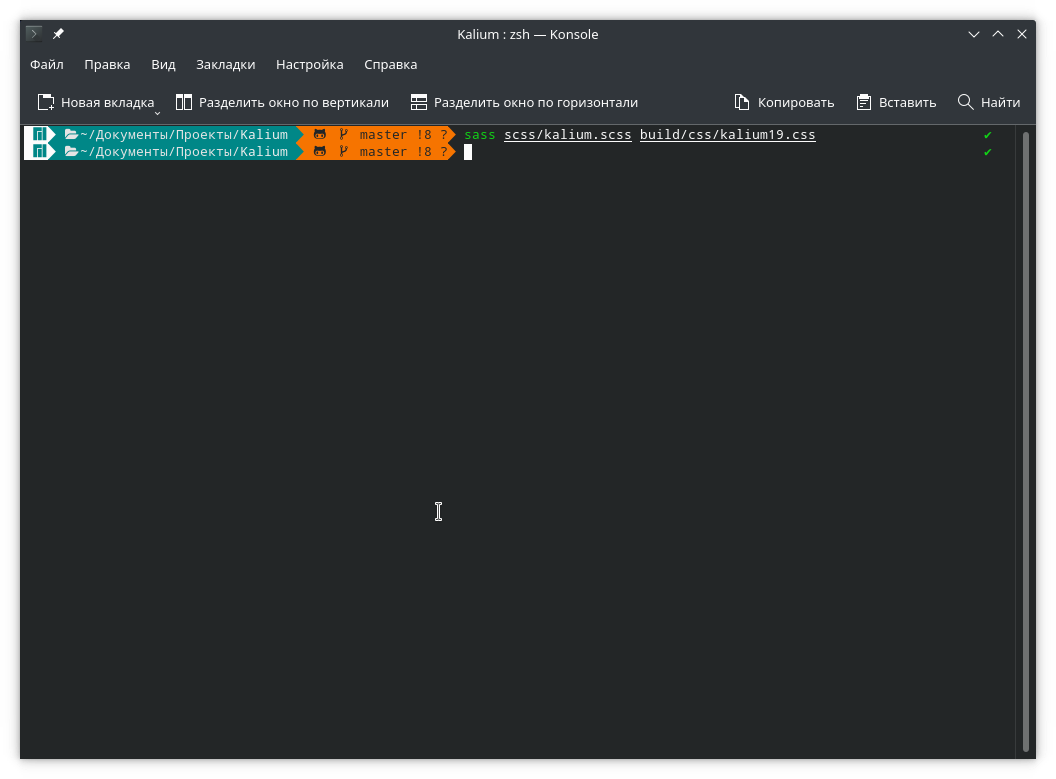 Kalium : zsh — Konsole
Файл Правка Вид Закладки Настройка Справка
Новая вкладка Разделить окно по вертикали Разделить окно по горизонтали Копировать Вставить Найти
~/Документы/Проекты/Kalium master !8 ? sass scss/kalium.scss build/css/kalium19.css ✔
~/Документы/Проекты/Kalium master !8 ? ✔